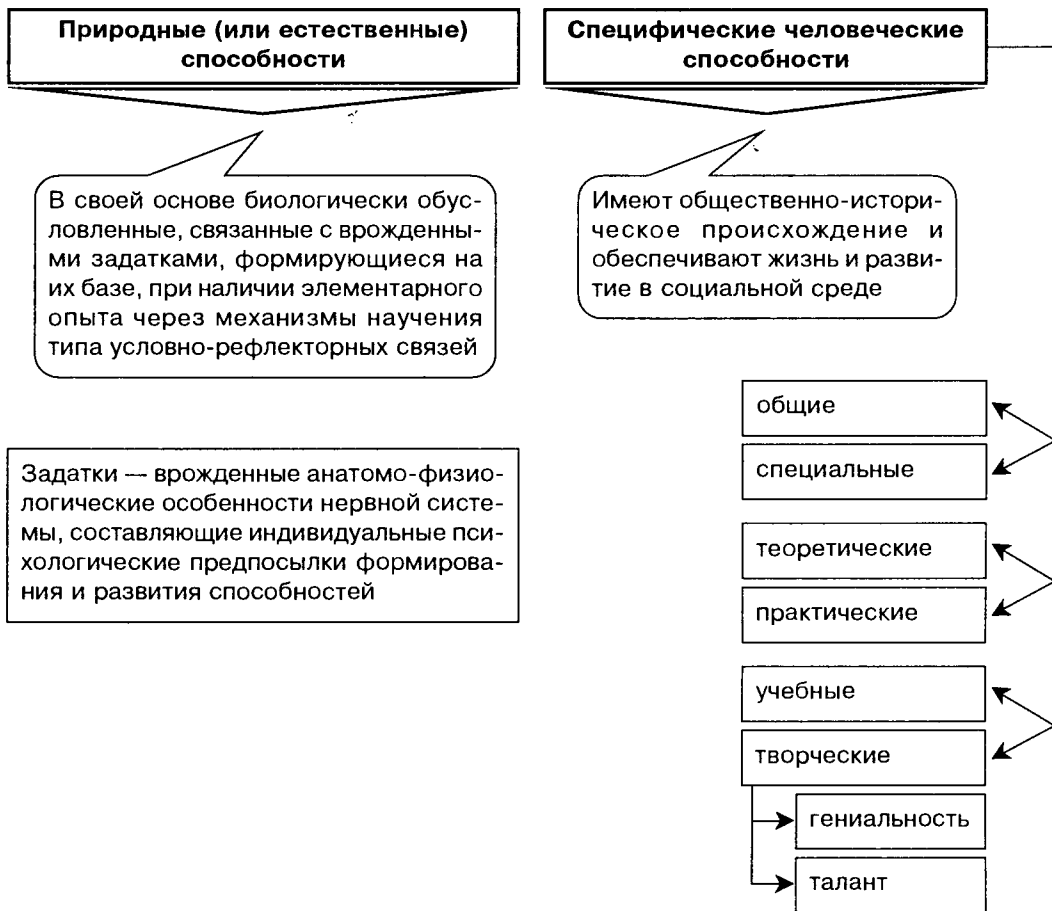 Природные (или естественные)
способности
Специфические человеческие
способности
В своей основе биологически обус-
ловленные, связанные с врожденны-
ми задатками, формирующиеся на
их базе, при наличии элементарного
опыта через механизмы научения
типа условно-рефлекторных связей
Имеют общественно-истори-
ческое происхождение и
обеспечивают жизнь и разви-
тие в социальной среде
Задатки — врожденные анатомо-физио-
логические особенности нервной систе-
мы, составляющие индивидуальные пси-
хологические предпосылки формирова-
ния и развития способностей
общие
специальные
теоретические
практические
учебные
творческие
гениальность
талант